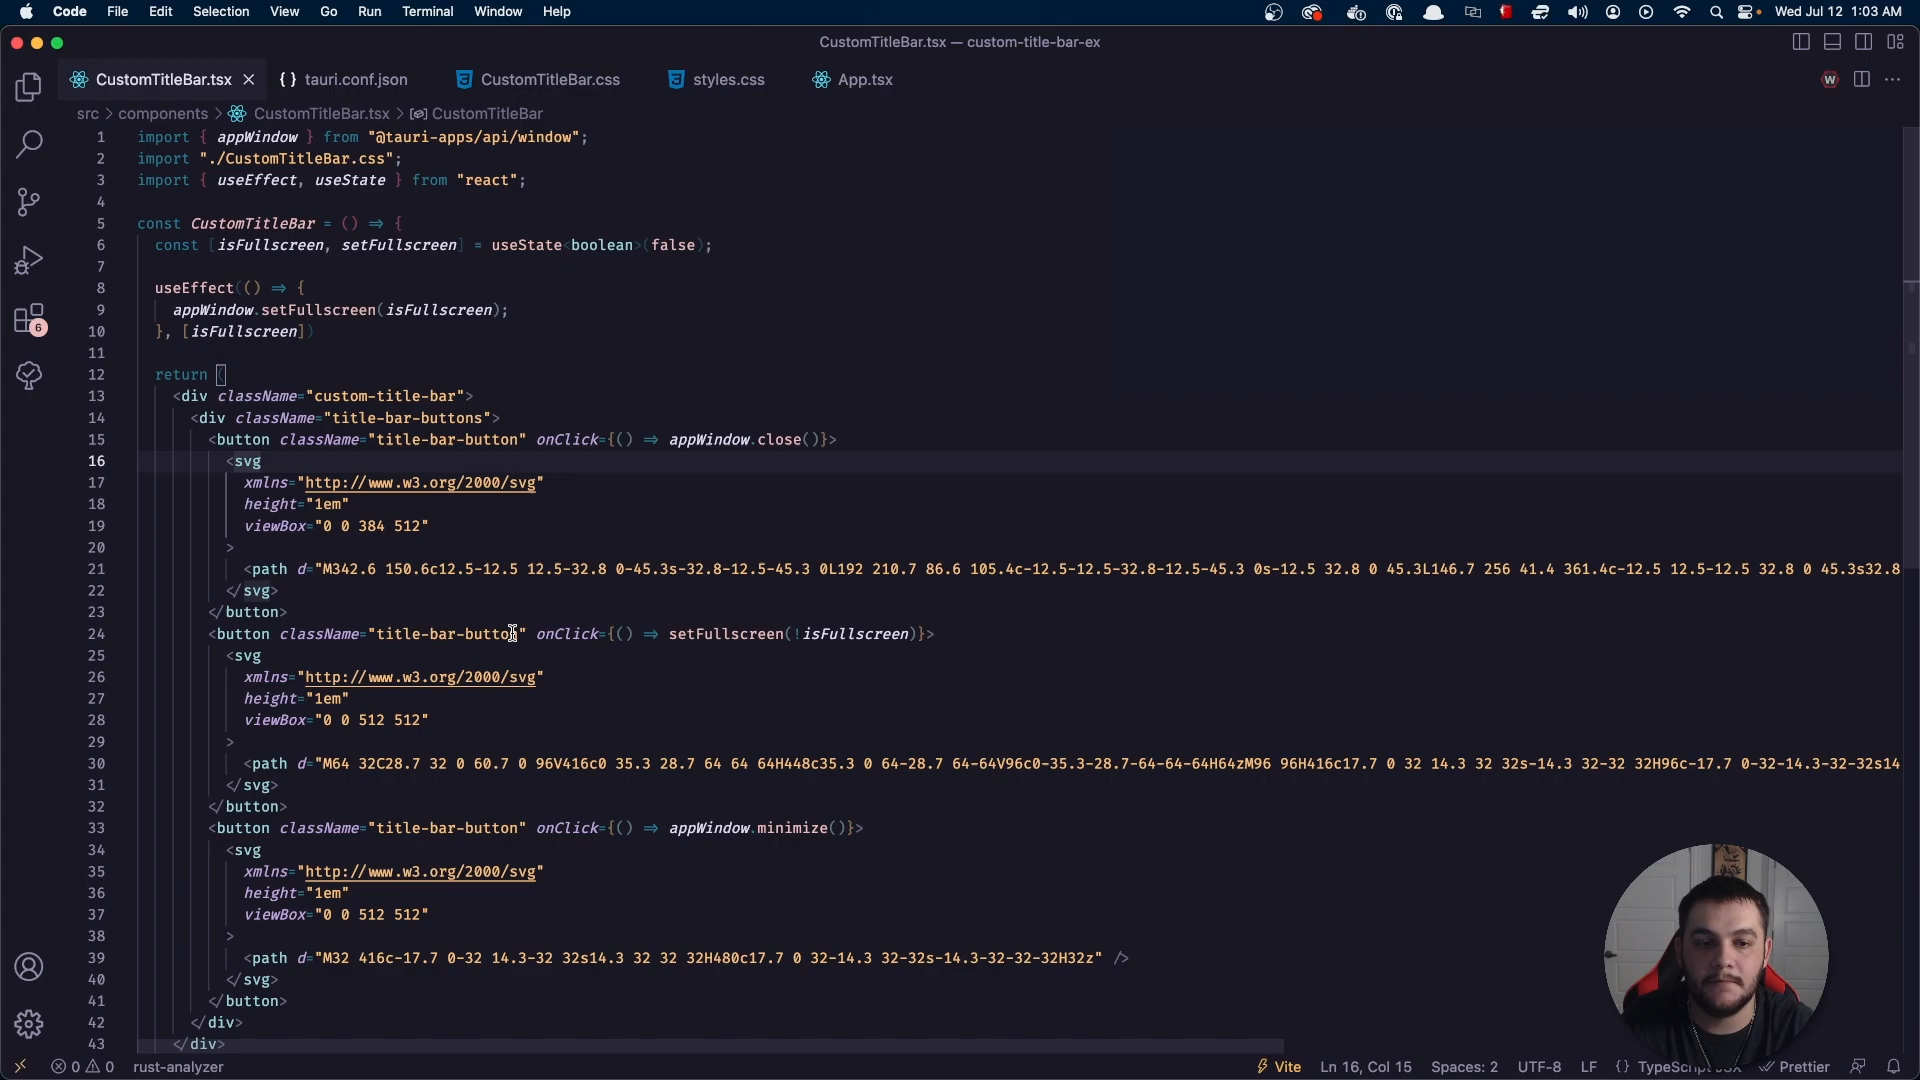 Code File Edit Selection View Go Run Terminal Window Help Wed Jul 12 1:03 AM
CustomTitleBar.tsx — custom-title-bar-ex
CustomTitleBar.tsx tauri.conf.json CustomTitleBar.css styles.css App.tsx W
src > components > CustomTitleBar.tsx > CustomTitleBar
1 import { appWindow } from "@tauri-apps/api/window";
2 import "./CustomTitleBar.css";
3 import { useEffect, useState } from "react";
4
5 const CustomTitleBar = () => {
6 const [isFullscreen, setFullscreen] = useState<boolean>(false);
7
8 useEffect(() => {
9 appWindow.setFullscreen(isFullscreen);
10 }, [isFullscreen])
11
12 return (
13 <div className="custom-title-bar">
14 <div className="title-bar-buttons">
15 <button className="title-bar-button" onClick={() => appWindow.close()}>
16 <svg
17 xmlns="http://www.w3.org/2000/svg"
18 height="1em"
19 viewBox="0 0 384 512"
20 >
21 <path d="M342.6 150.6c12.5-12.5 12.5-32.8 0-45.3s-32.8-12.5-45.3 0L192 210.7 86.6 105.4c-12.5-12.5-32.8-12.5-45.3 0s-12.5 32.8 0 45.3L146.7 256 41.4 361.4c-12.5 12.5-12.5 32.8 0 45.3s32.8
22 </svg>
23 </button>
24 <button className="title-bar-button" onClick={() => setFullscreen(!isFullscreen)}>
25 <svg
26 xmlns="http://www.w3.org/2000/svg"
27 height="1em"
28 viewBox="0 0 512 512"
29 >
30 <path d="M64 32C28.7 32 0 60.7 0 96V416c0 35.3 28.7 64 64 64H448c35.3 0 64-28.7 64-64V96c0-35.3-28.7-64-64-64H64zM96 96H416c17.7 0 32 14.3 32 32s-14.3 32-32 32H96c-17.7 0-32-14.3-32-32s14
31 </svg>
32 </button>
33 <button className="title-bar-button" onClick={() => appWindow.minimize()}>
34 <svg
35 xmlns="http://www.w3.org/2000/svg"
36 height="1em"
37 viewBox="0 0 512 512"
38 >
39 <path d="M32 416c-17.7 0-32 14.3-32 32s14.3 32 32 32H480c17.7 0 32-14.3 32-32s-14.3-32-32-32H32z" />
40 </svg>
41 </button>
42 </div>
43 </div>
6
0 0 rust-analyzer Vite Ln 16, Col 15 Spaces: 2 UTF-8 LF {} Prettier